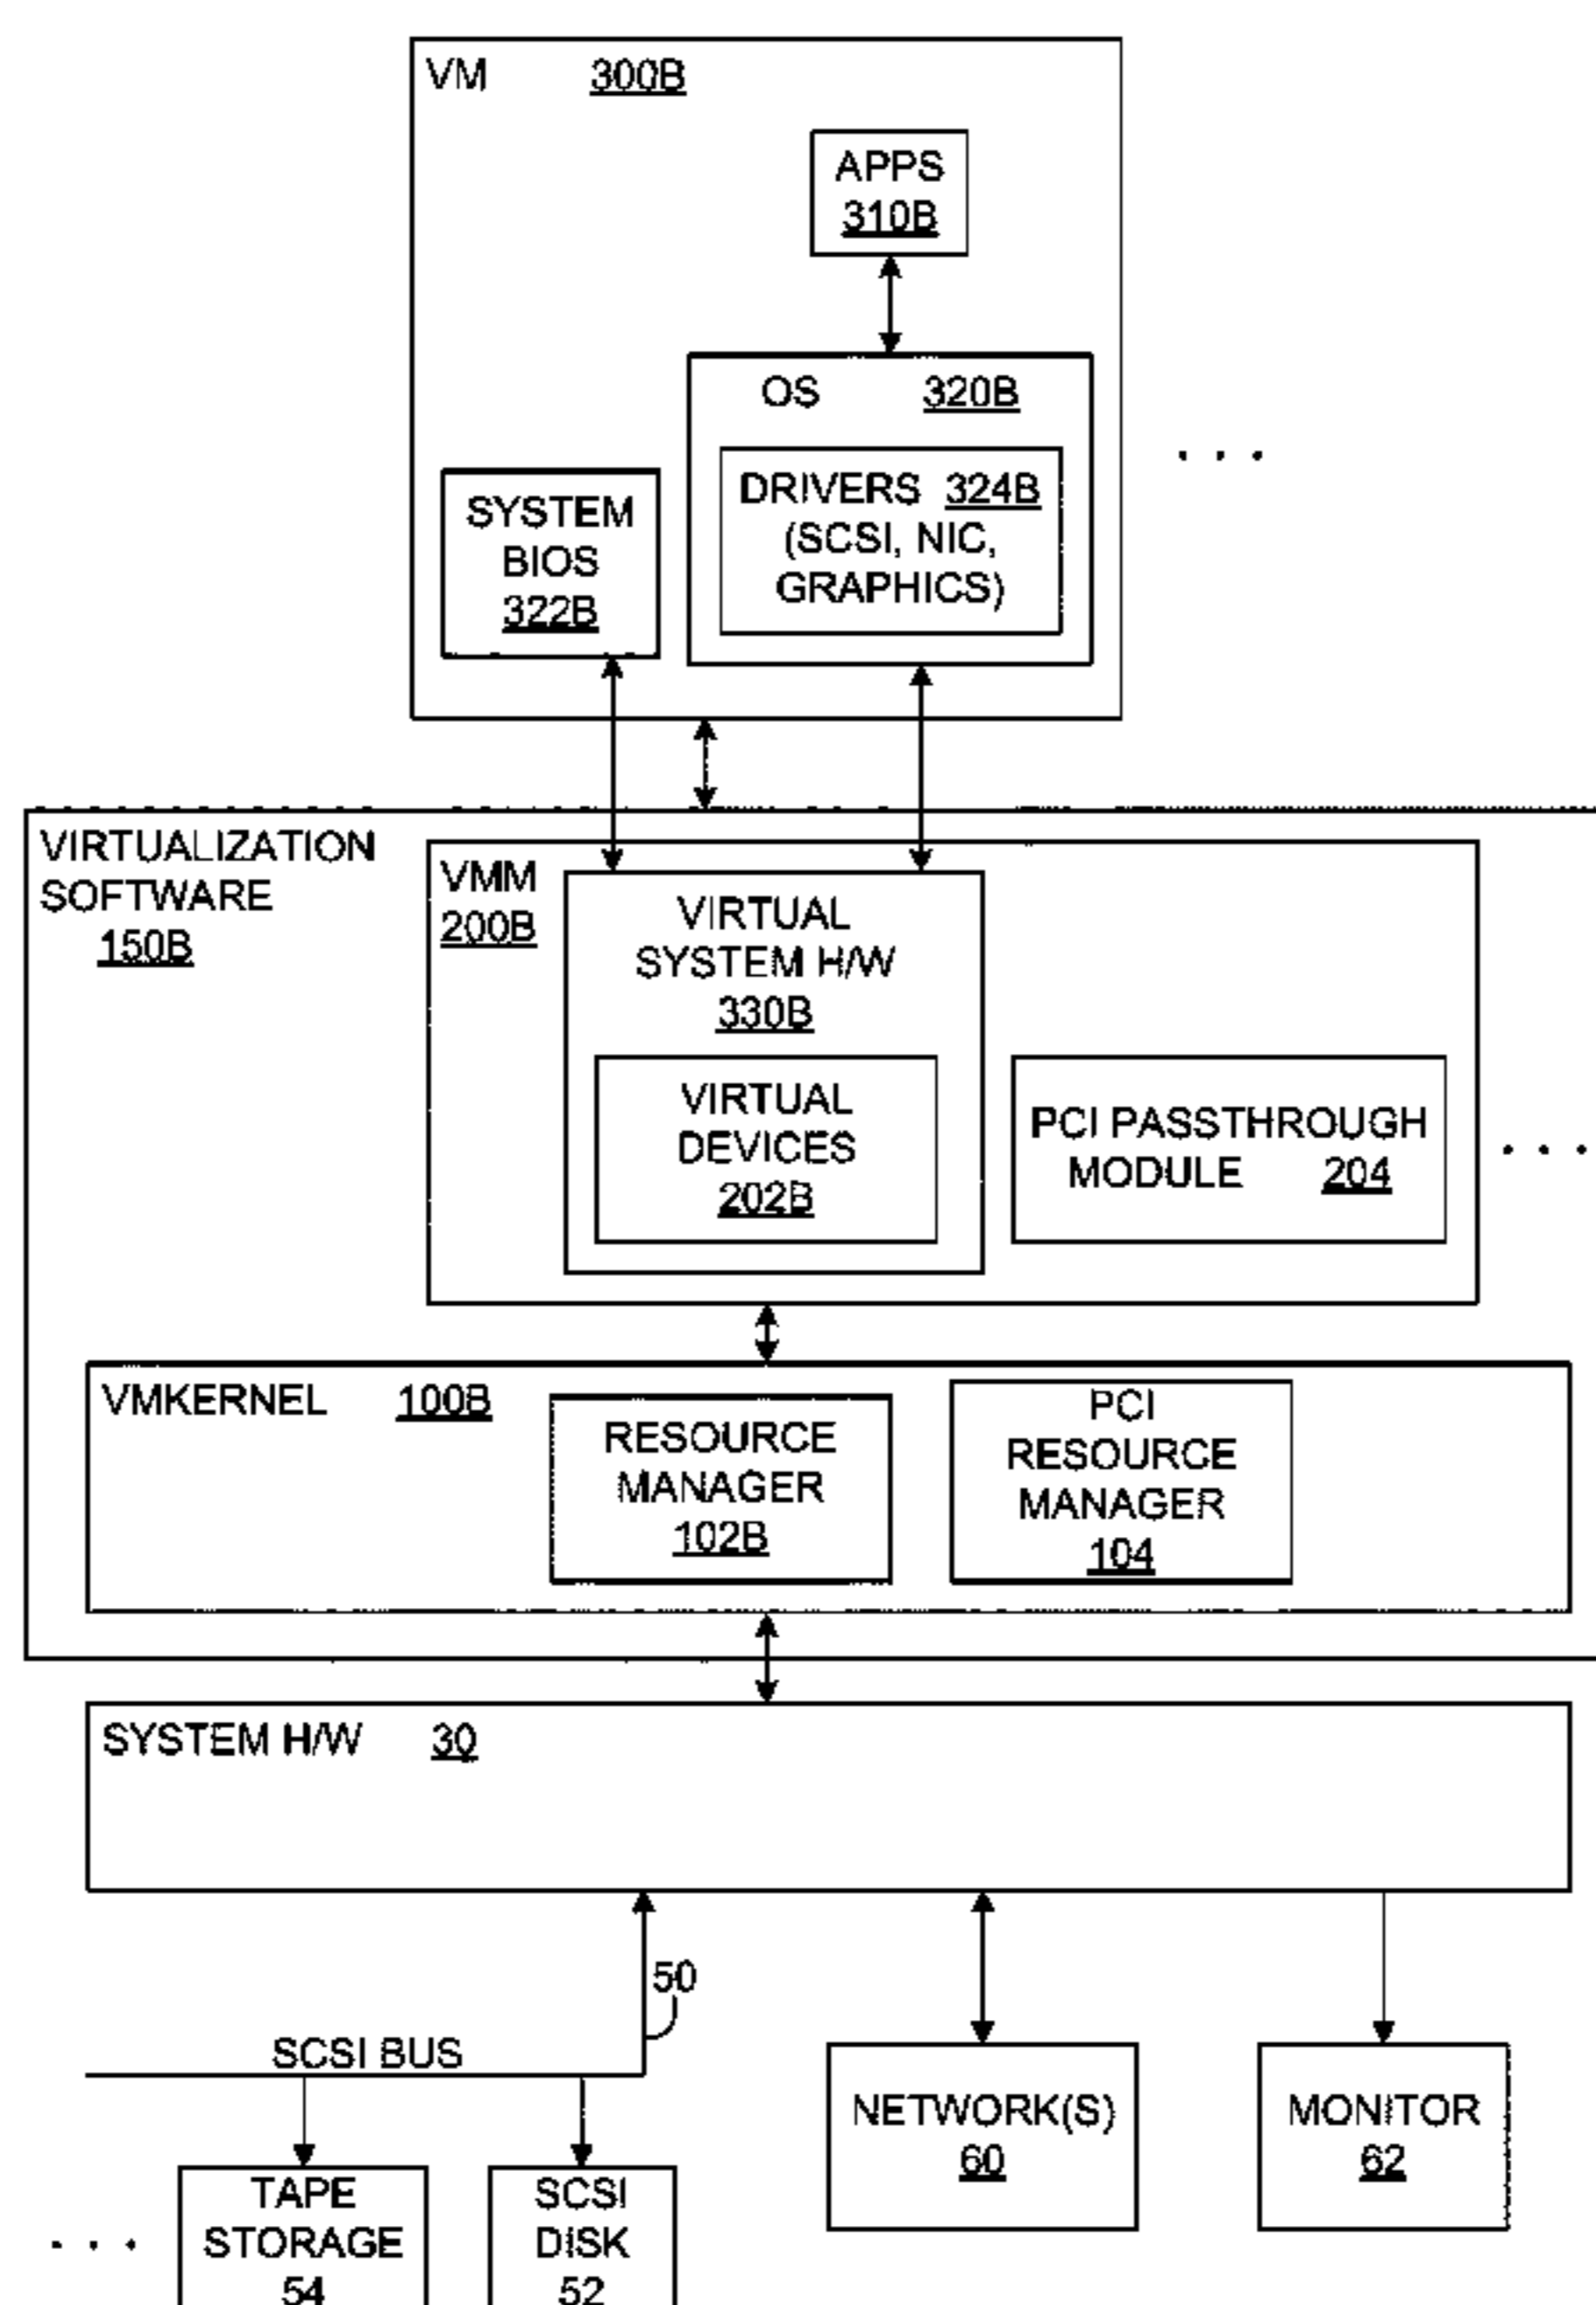 VM 300B
APPS
310B
OS 320B
DRIVERS 324B
(SCSI, NIC,
GRAPHICS)
SYSTEM
BIOS
322B
. . .
VIRTUALIZATION
SOFTWARE
150B
VMM
200B
VIRTUAL
SYSTEM H/W
330B
VIRTUAL
DEVICES
202B
PCI PASSTHROUGH
MODULE 204
. . .
VMKERNEL 100B
RESOURCE
MANAGER
102B
PCI
RESOURCE
MANAGER
104
SYSTEM H/W 30
50
SCSI BUS
NETWORK(S)
60
MONITOR
62
. . .
TAPE
STORAGE
54
SCSI
DISK
52